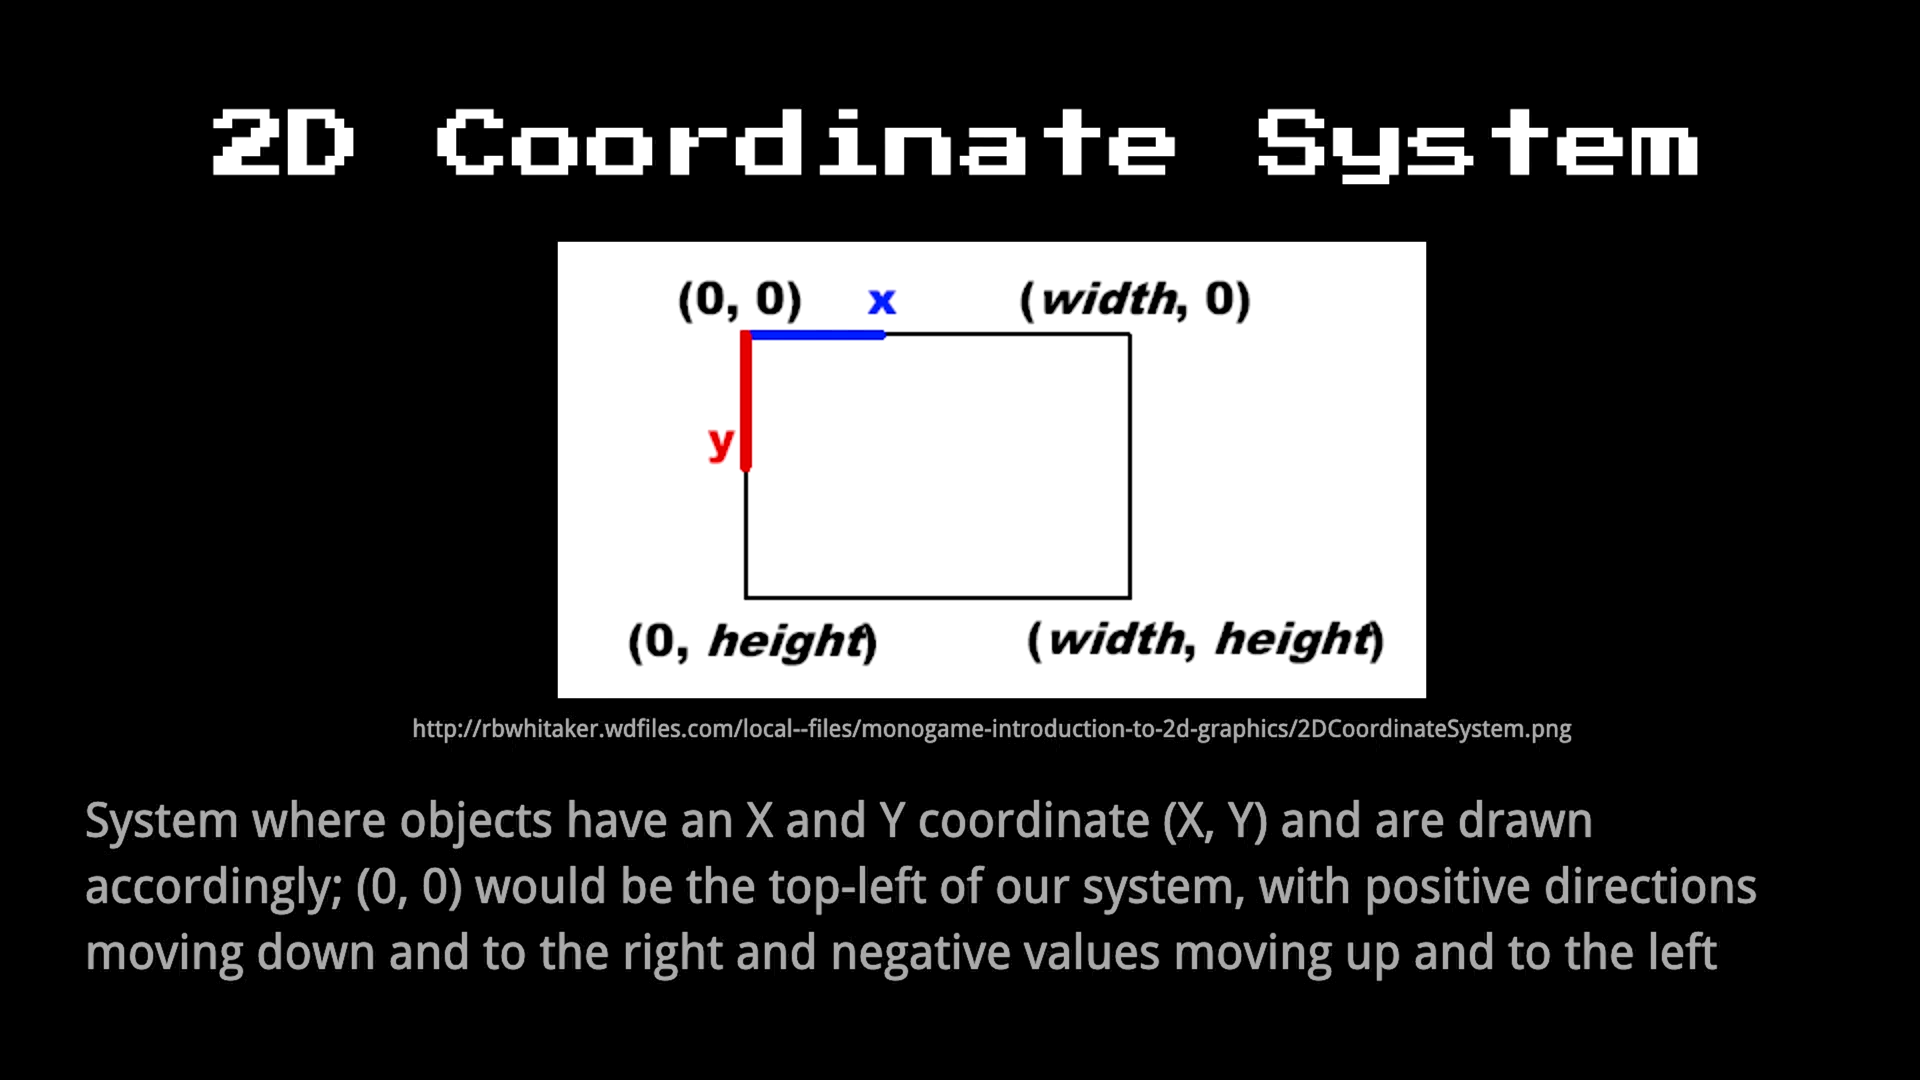 2D Coordinate System
(0, 0) x (width, 0)
y
(0, height) (width, height)
http://rbwhitaker.wdfiles.com/local--files/monogame-introduction-to-2d-graphics/2DCoordinateSystem.png
System where objects have an X and Y coordinate (X, Y) and are drawn
accordingly; (0, 0) would be the top-left of our system, with positive directions
moving down and to the right and negative values moving up and to the left